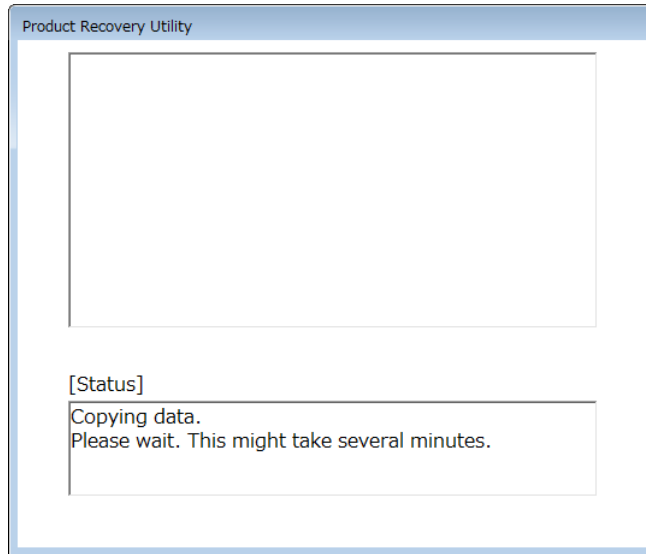 Product Recovery Utility
[Status]
Copying data.
Please wait. This might take several minutes.